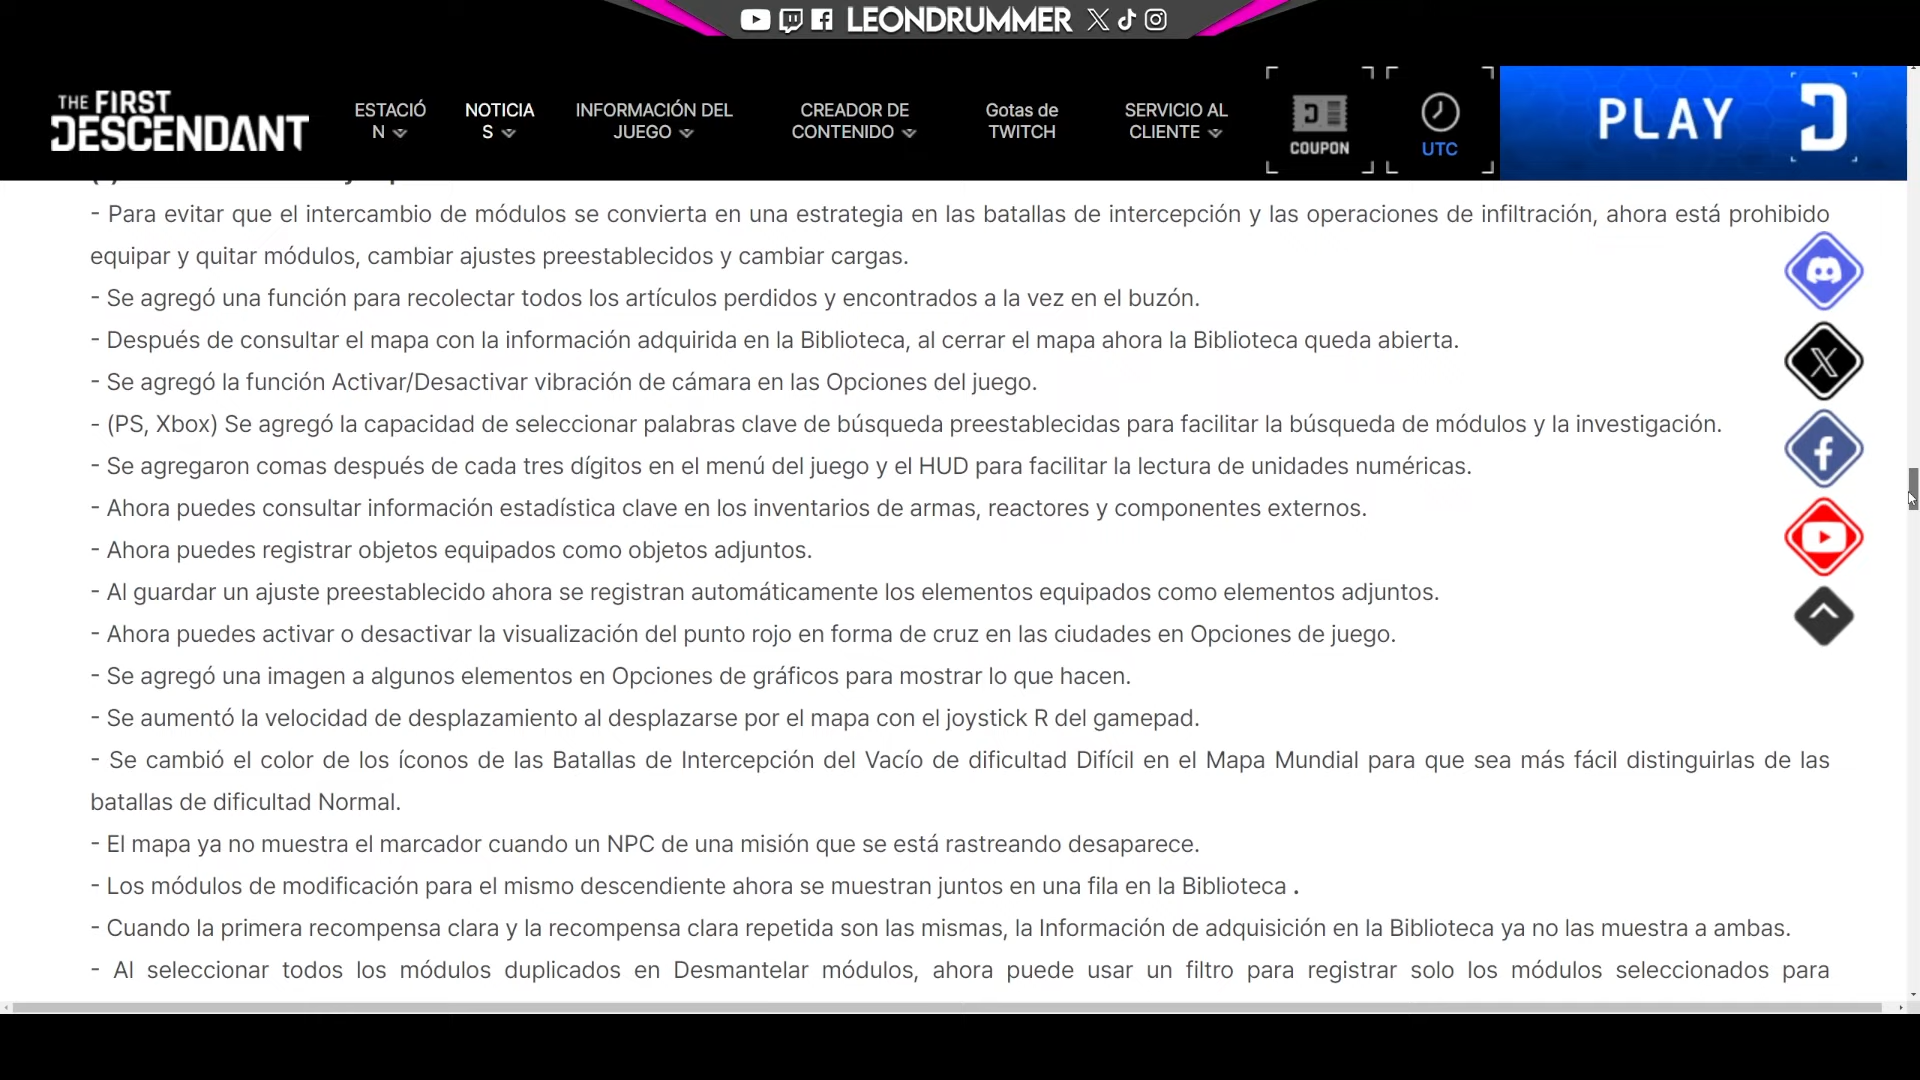 LEONDRUMMER
THE FIRST
DESCENDANT
ESTACIÓ
N
NOTICIA
S
INFORMACIÓN DEL
JUEGO
CREADOR DE
CONTENIDO
Gotas de
TWITCH
SERVICIO AL
CLIENTE
COUPON
UTC
PLAY
- Para evitar que el intercambio de módulos se convierta en una estrategia en las batallas de intercepción y las operaciones de infiltración, ahora está prohibido
equipar y quitar módulos, cambiar ajustes preestablecidos y cambiar cargas.
- Se agregó una función para recolectar todos los artículos perdidos y encontrados a la vez en el buzón.
- Después de consultar el mapa con la información adquirida en la Biblioteca, al cerrar el mapa ahora la Biblioteca queda abierta.
- Se agregó la función Activar/Desactivar vibración de cámara en las Opciones del juego.
- (PS, Xbox) Se agregó la capacidad de seleccionar palabras clave de búsqueda preestablecidas para facilitar la búsqueda de módulos y la investigación.
- Se agregaron comas después de cada tres dígitos en el menú del juego y el HUD para facilitar la lectura de unidades numéricas.
- Ahora puedes consultar información estadística clave en los inventarios de armas, reactores y componentes externos.
- Ahora puedes registrar objetos equipados como objetos adjuntos.
- Al guardar un ajuste preestablecido ahora se registran automáticamente los elementos equipados como elementos adjuntos.
- Ahora puedes activar o desactivar la visualización del punto rojo en forma de cruz en las ciudades en Opciones de juego.
- Se agregó una imagen a algunos elementos en Opciones de gráficos para mostrar lo que hacen.
- Se aumentó la velocidad de desplazamiento al desplazarse por el mapa con el joystick R del gamepad.
- Se cambió el color de los íconos de las Batallas de Intercepción del Vacío de dificultad Difícil en el Mapa Mundial para que sea más fácil distinguirlas de las
batallas de dificultad Normal.
- El mapa ya no muestra el marcador cuando un NPC de una misión que se está rastreando desaparece.
- Los módulos de modificación para el mismo descendiente ahora se muestran juntos en una fila en la Biblioteca .
- Cuando la primera recompensa clara y la recompensa clara repetida son las mismas, la Información de adquisición en la Biblioteca ya no las muestra a ambas.
- Al seleccionar todos los módulos duplicados en Desmantelar módulos, ahora puede usar un filtro para registrar solo los módulos seleccionados para